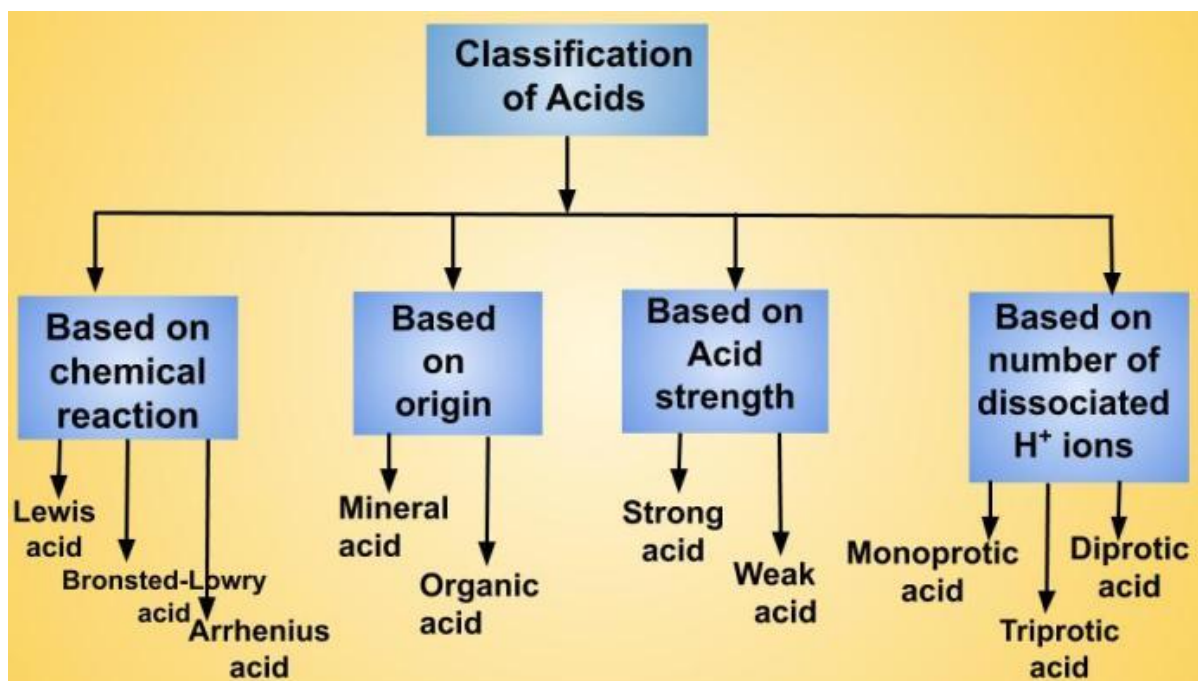 Classification
of Acids
Based on
chemical
reaction
Based
on
origin
Based on
Acid
strength
Based on
number of
dissociated
H⁺ ions
Lewis
acid
Bronsted-Lowry
acid
Arrhenius
acid
Mineral
acid
Organic
acid
Strong
acid
Weak
acid
Monoprotic
acid
Triprotic
acid
Diprotic
acid